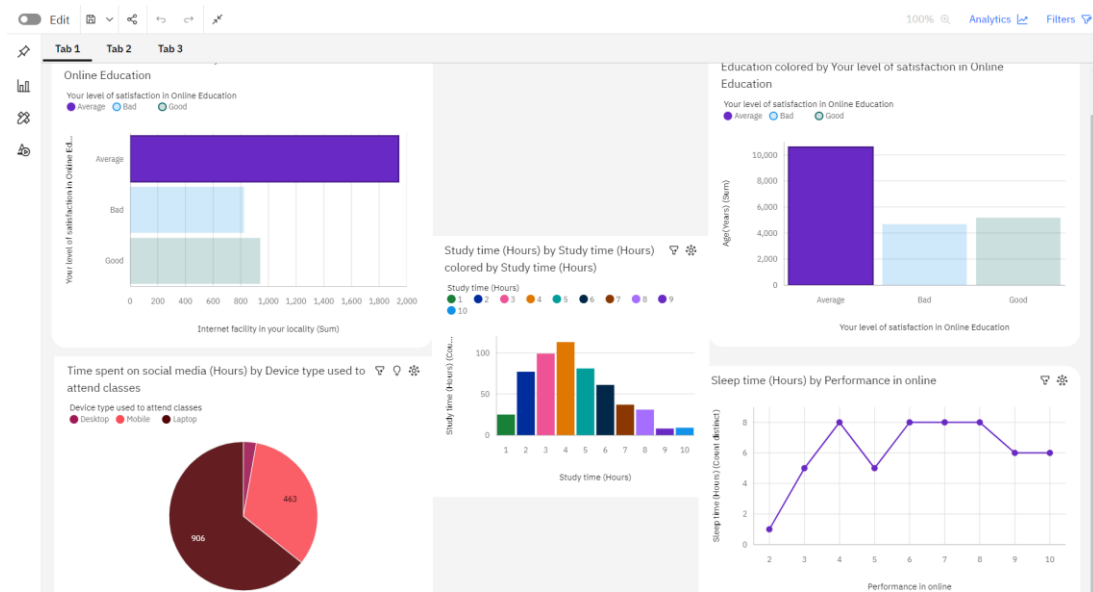 Edit
100%
Analytics
Filters
Tab 1 Tab 2 Tab 3
Online Education
Your level of satisfaction in Online Education
Average Bad Good
Your level of satisfaction in Online Ed...
Average
Bad
Good
0 200 400 600 800 1,000 1,200 1,400 1,600 1,800 2,000
Internet facility in your locality (Sum)
Time spent on social media (Hours) by Device type used to
attend classes
Device type used to attend classes
Desktop Mobile Laptop
463
906
Study time (Hours) by Study time (Hours)
colored by Study time (Hours)
Study time (Hours)
1 2 3 4 5 6 7 8 9
10
Study time (Hours) (Cou...
100
50
0
1 2 3 4 5 6 7 8 9 10
Study time (Hours)
Education colored by Your level of satisfaction in Online
Education
Your level of satisfaction in Online Education
Average Bad Good
Age(Years) (Sum)
10,000
8,000
6,000
4,000
2,000
0
Average Bad Good
Your level of satisfaction in Online Education
Sleep time (Hours) by Performance in online
Sleep time (Hours) (Count distinct)
8
6
4
2
0
2 3 4 5 6 7 8 9 10
Performance in online